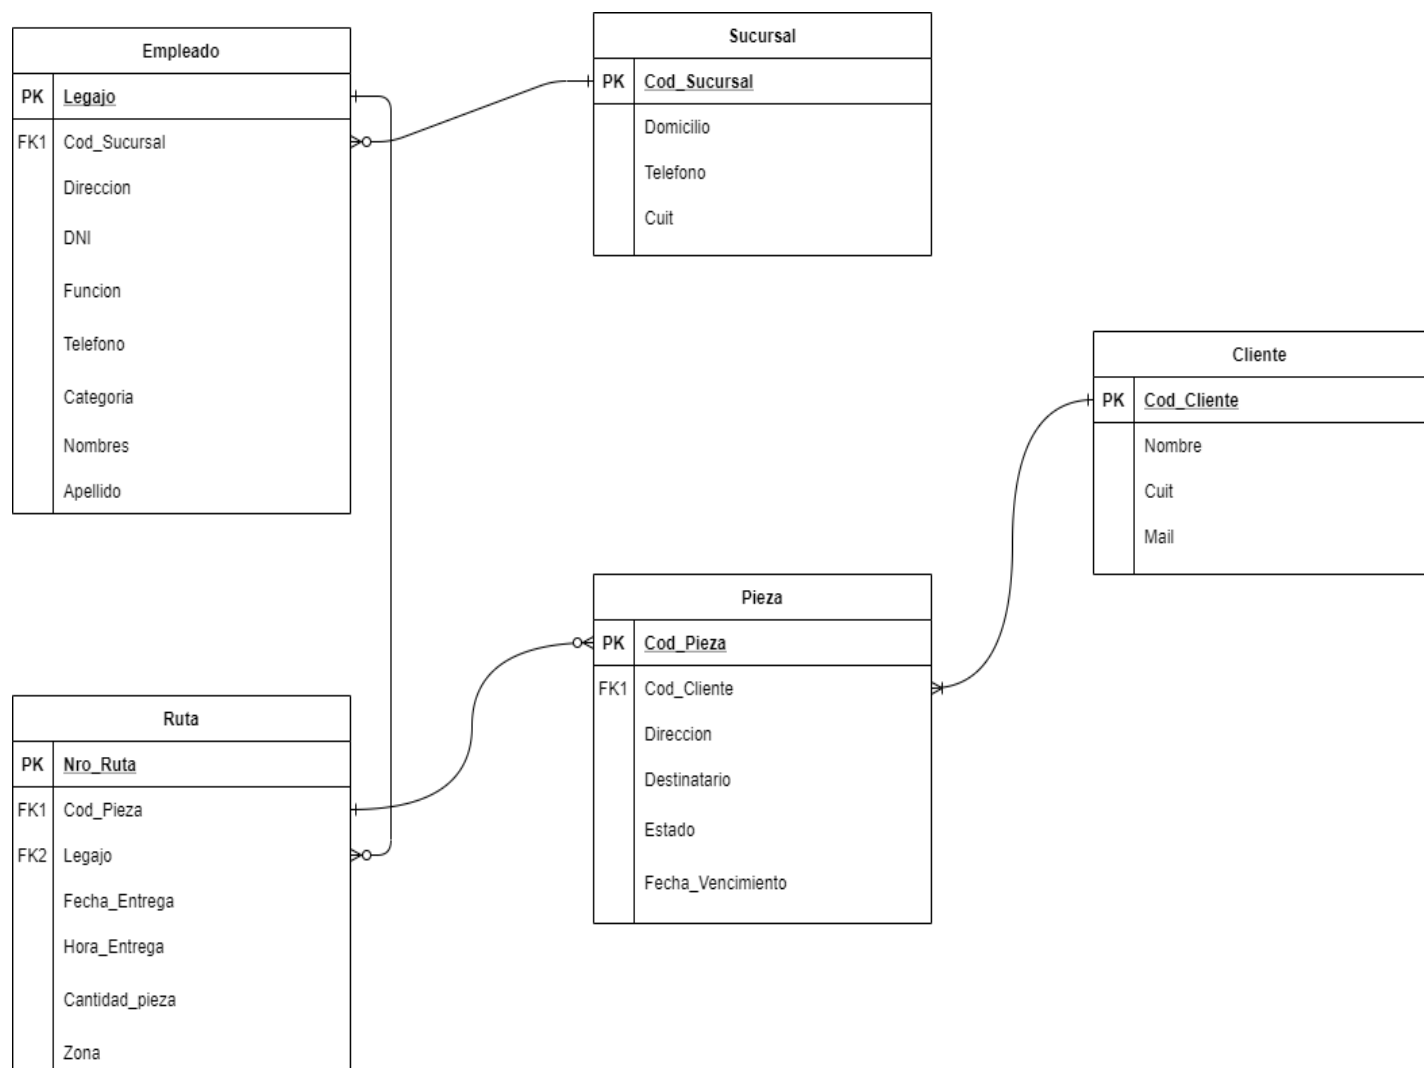 Empleado
PK Legajo
FK1 Cod_Sucursal
Direccion
DNI
Funcion
Telefono
Categoria
Nombres
Apellido
Sucursal
PK Cod_Sucursal
Domicilio
Telefono
Cuit
Cliente
PK Cod_Cliente
Nombre
Cuit
Mail
Pieza
PK Cod_Pieza
FK1 Cod_Cliente
Direccion
Destinatario
Estado
Fecha_Vencimiento
Ruta
PK Nro_Ruta
FK1 Cod_Pieza
FK2 Legajo
Fecha_Entrega
Hora_Entrega
Cantidad_pieza
Zona